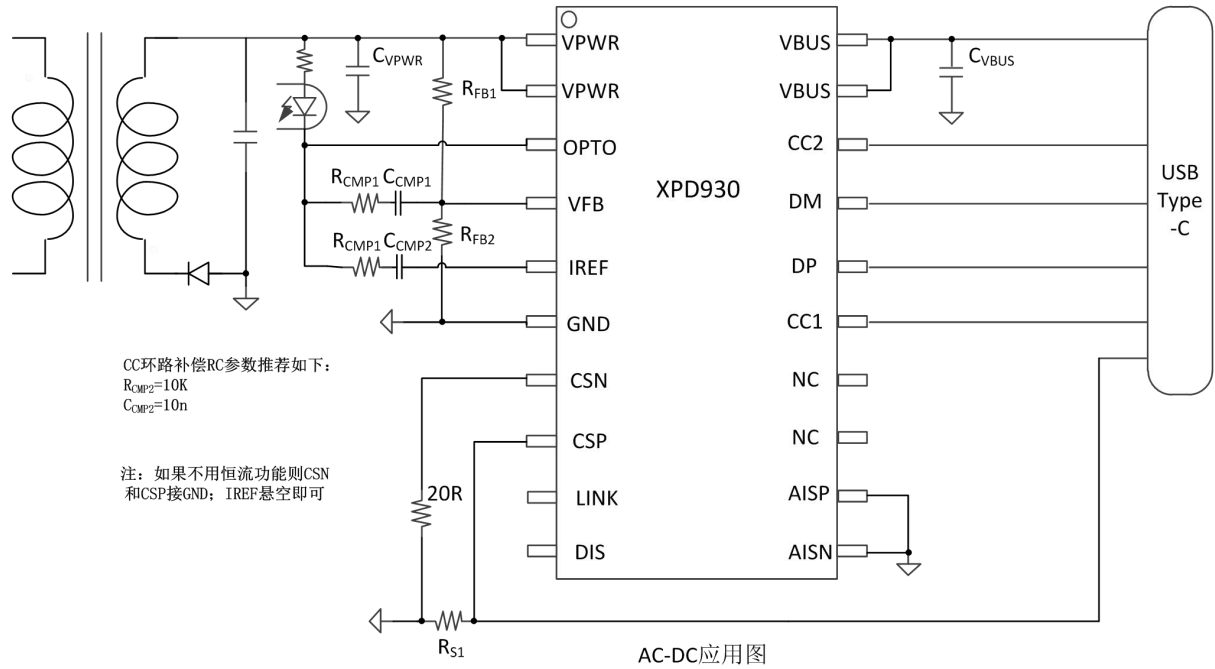 VPWR
VBUS
C_VPWR
C_VBUS
R_FB1
VPWR
VBUS
OPTO
CC2
USB
Type
-C
R_CMP1 C_CMP1
XPD930
VFB
DM
R_CMP1 C_CMP2
R_FB2
IREF
DP
GND
CC1
CC环路补偿RC参数推荐如下：
R_CMP2=10K
C_CMP2=10n
CSN
NC
CSP
NC
注：如果不用恒流功能则CSN
和CSP接GND；IREF悬空即可
20R
LINK
AISP
DIS
AISN
R_S1
AC-DC应用图